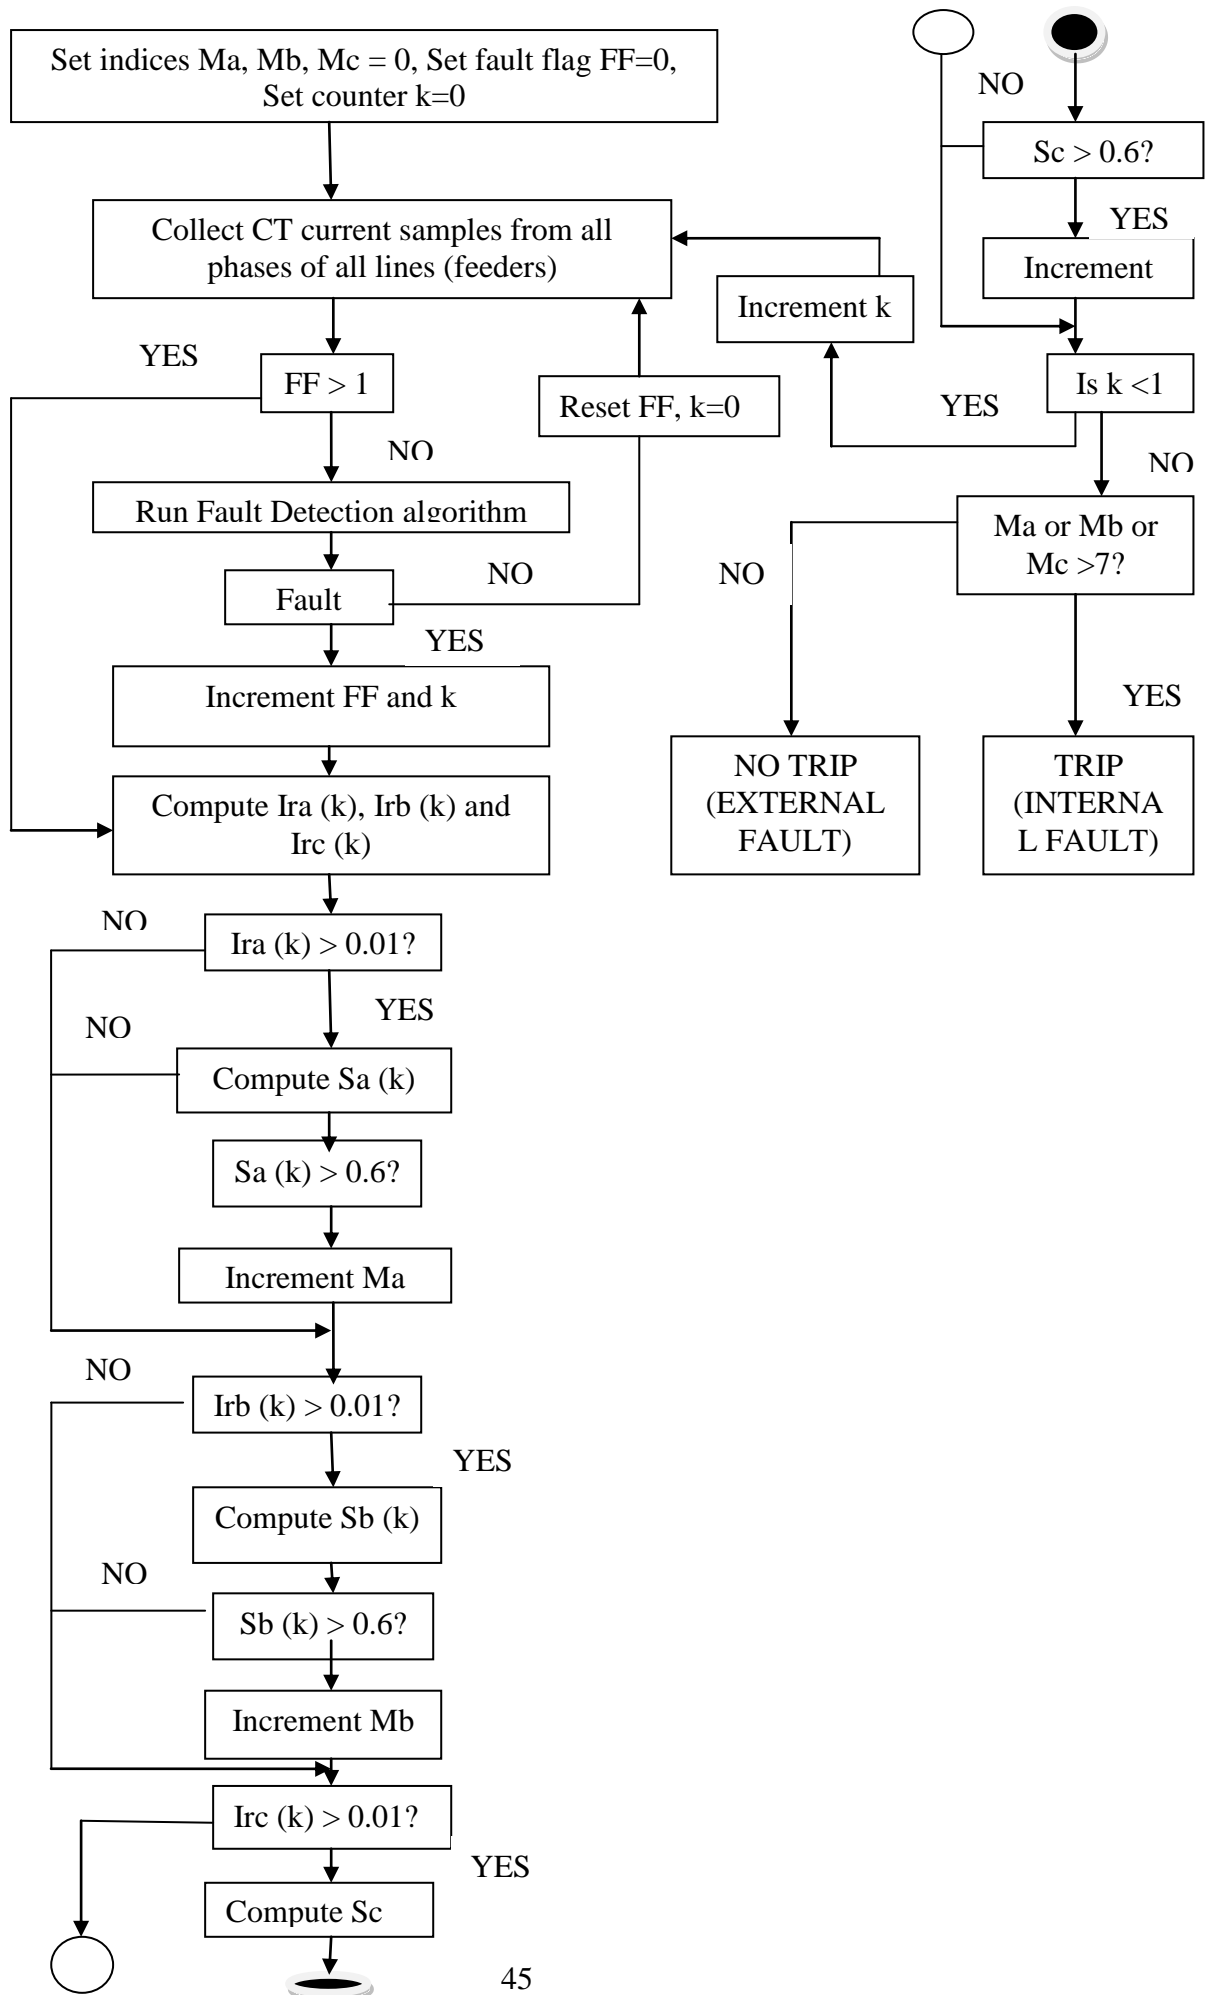 Set indices Ma, Mb, Mc = 0, Set fault flag FF=0,
Set counter k=0
Collect CT current samples from all
phases of all lines (feeders)
YES
FF > 1
NO
Run Fault Detection algorithm
Fault
NO
YES
Increment FF and k
Reset FF, k=0
Increment k
Compute Ira (k), Irb (k) and
Irc (k)
NO
Ira (k) > 0.01?
YES
NO
Compute Sa (k)
Sa (k) > 0.6?
Increment Ma
NO
Irb (k) > 0.01?
YES
Compute Sb (k)
NO
Sb (k) > 0.6?
Increment Mb
Irc (k) > 0.01?
YES
Compute Sc
NO
Sc > 0.6?
YES
Increment
Is k <1
YES
NO
Ma or Mb or
Mc >7?
NO
YES
NO TRIP
(EXTERNAL
FAULT)
TRIP
(INTERNA
L FAULT)
45